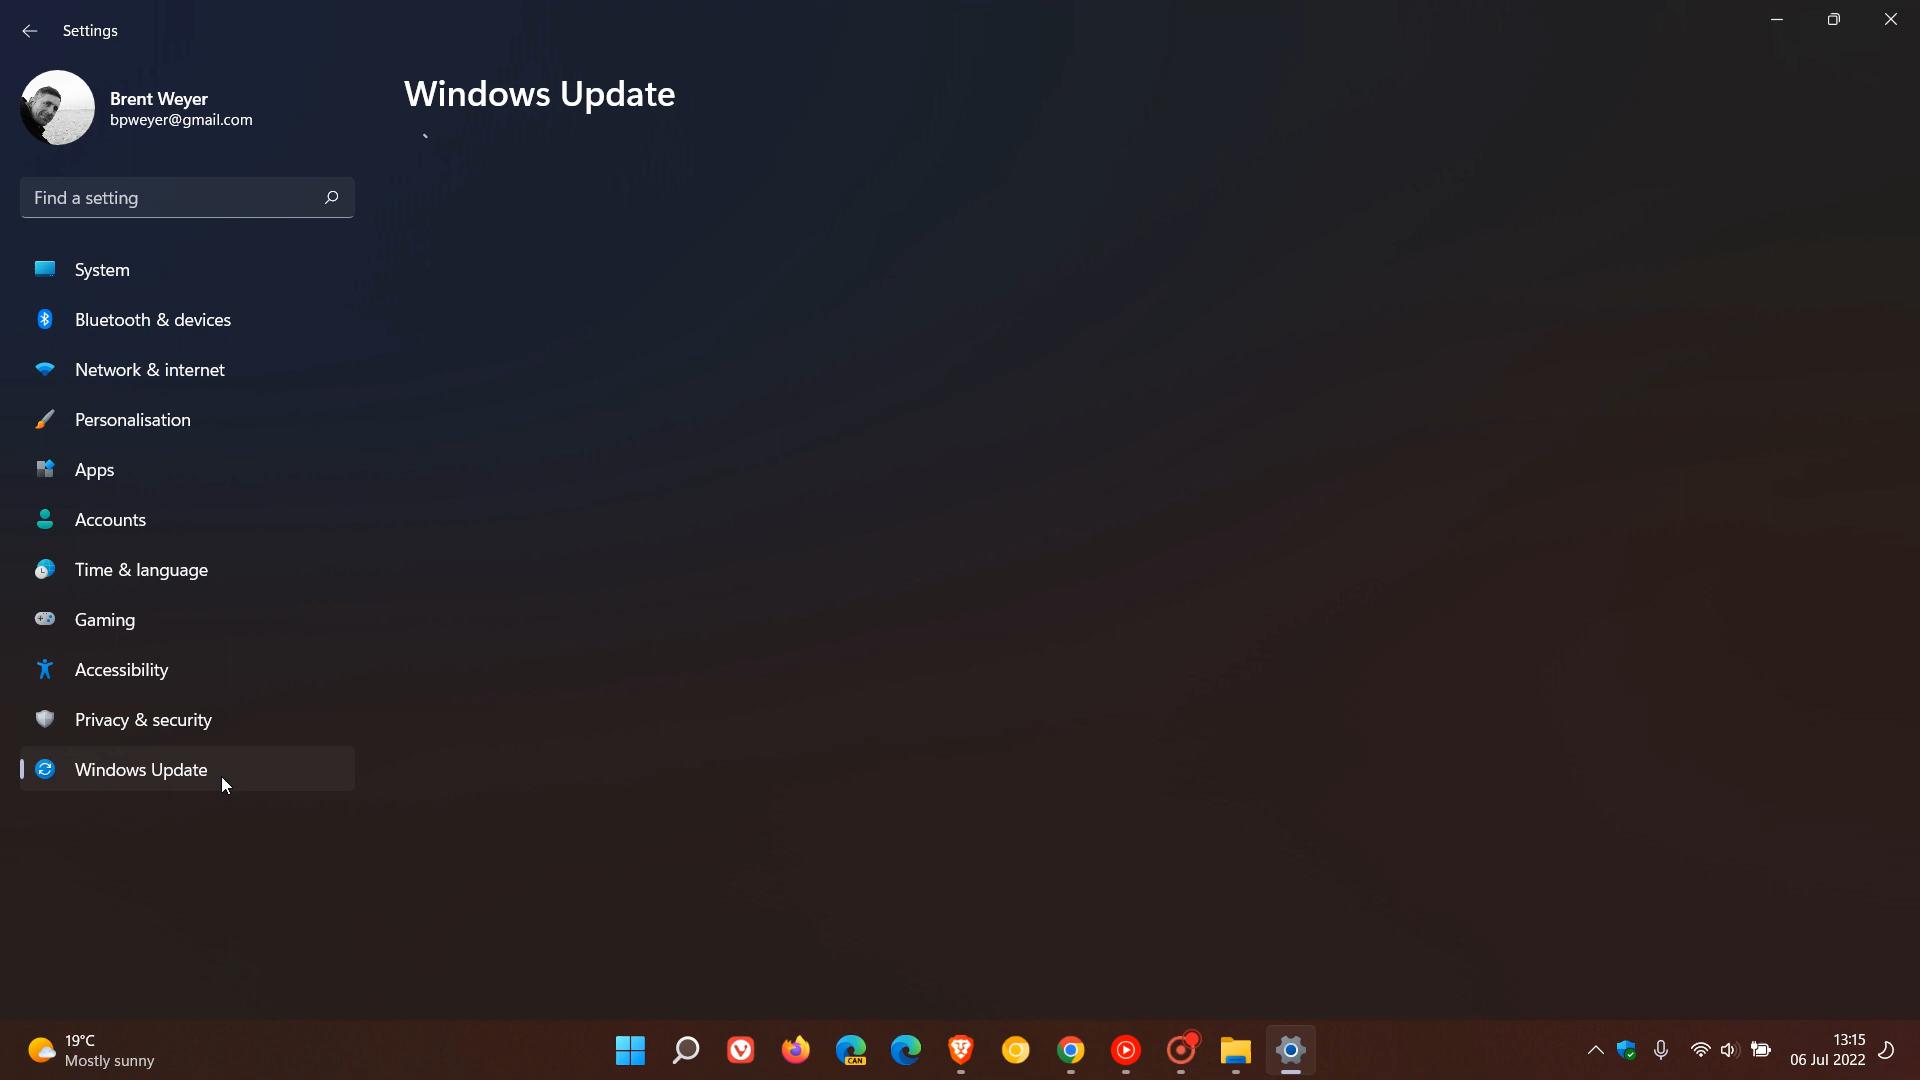 Settings
Brent Weyer
bpweyer@gmail.com
Windows Update
Find a setting
System
Bluetooth & devices
Network & internet
Personalisation
Apps
Accounts
Time & language
Gaming
Accessibility
Privacy & security
Windows Update
19°C
Mostly sunny
CAN
13:15
06 Jul 2022